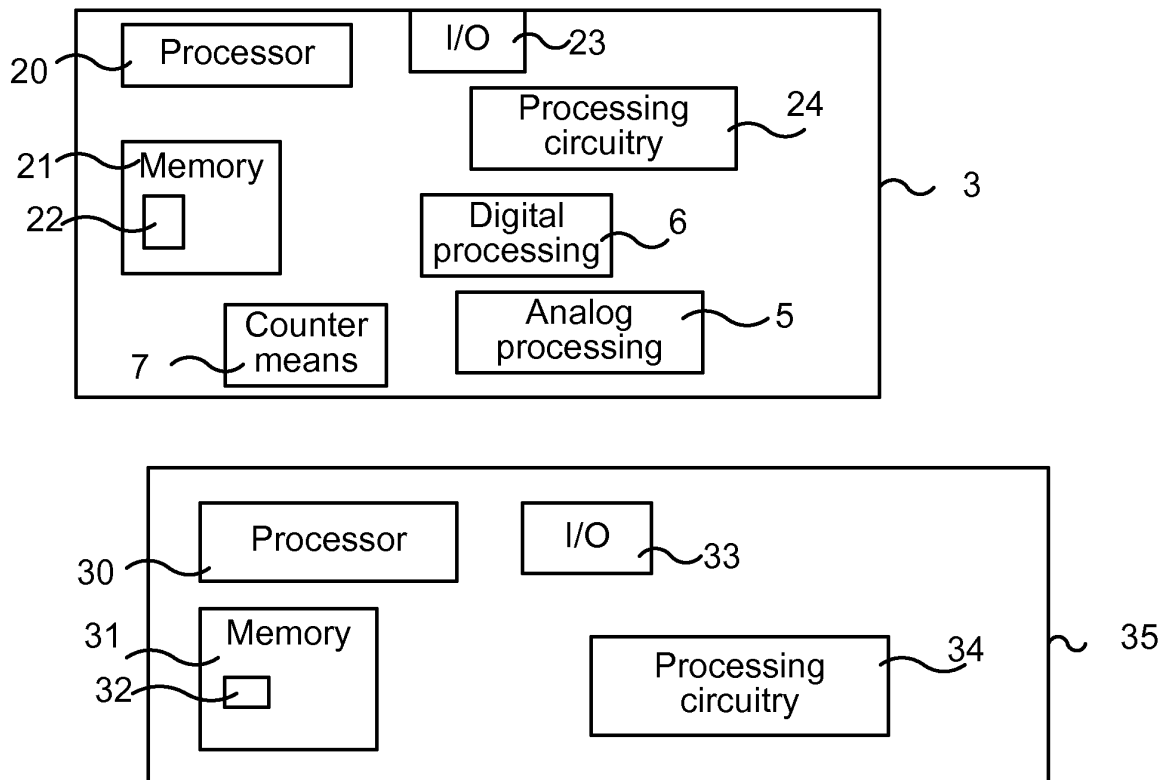 Processor
20
I/O
23
Processing
circuitry
24
21
Memory
22
3
Digital
processing
6
Analog
processing
5
Counter
means
7
Processor
30
I/O
33
31
Memory
32
Processing
circuitry
34
35